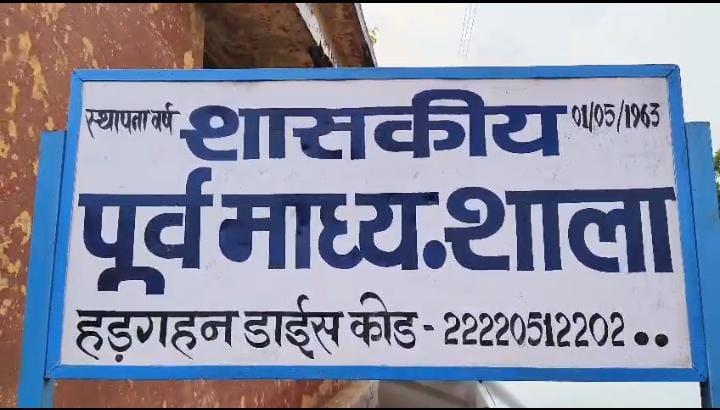 स्थापना वर्ष शासकीय 01/05/1963
पूर्व माध्य. शाला
हड़गहन डाईस कोड - 22220512202..